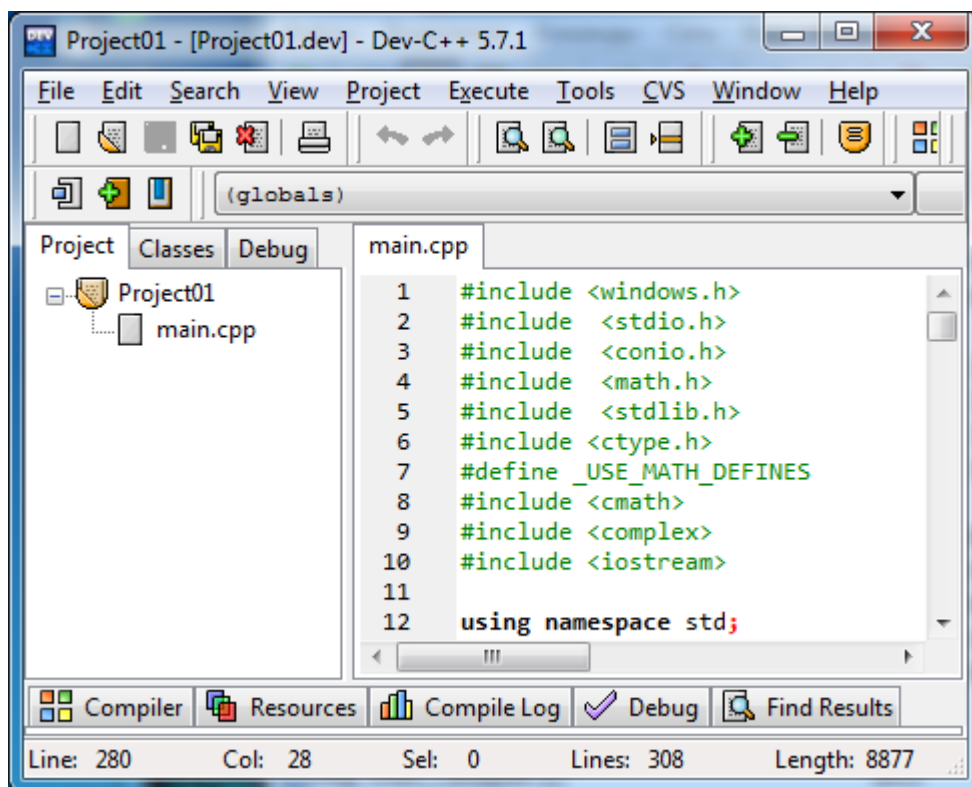 Project01 - [Project01.dev] - Dev-C++ 5.7.1
File Edit Search View Project Execute Tools CVS Window Help
(globals)
Project Classes Debug
main.cpp
Project01
main.cpp
1 #include <windows.h>
2 #include  <stdio.h>
3 #include  <conio.h>
4 #include  <math.h>
5 #include  <stdlib.h>
6 #include <ctype.h>
7 #define _USE_MATH_DEFINES
8 #include <cmath>
9 #include <complex>
10 #include <iostream>
11
12 using namespace std;
Compiler Resources Compile Log Debug Find Results
Line: 280 Col: 28 Sel: 0 Lines: 308 Length: 8877